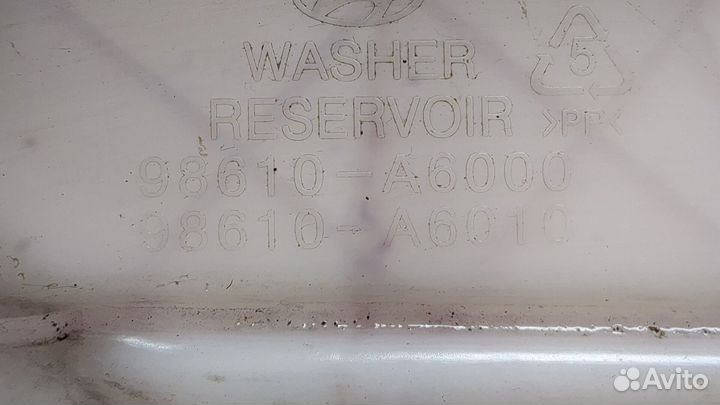 WASHER
5
RESERVOIR >PP<
98610-A6000
98610-A6010
Avito